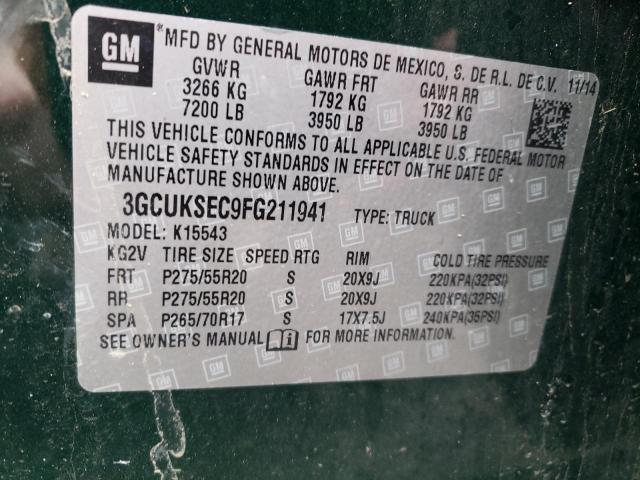 GM *MFD BY GENERAL MOTORS DE MEXICO, S. DE R.L. DE C.V. 11/14
GVWR GAWR FRT GAWR RR
3266 KG 1792 KG 1792 KG
7200 LB 3950 LB 3950 LB
THIS VEHICLE CONFORMS TO ALL APPLICABLE U.S. FEDERAL MOTOR
VEHICLE SAFETY STANDARDS IN EFFECT ON THE DATE OF
MANUFACTURE SHOWN ABOVE.
3GCUKSEC9FG211941 TYPE: TRUCK
MODEL: K15543
KG2V TIRE SIZE SPEED RTG RIM COLD TIRE PRESSURE
FRT P275/55R20 S 20X9J 220KPA(32PSI)
RR P275/55R20 S 20X9J 220KPA(32PSI)
SPA P265/70R17 S 17X7.5J 240KPA(35PSI)
SEE OWNER'S MANUAL FOR MORE INFORMATION.